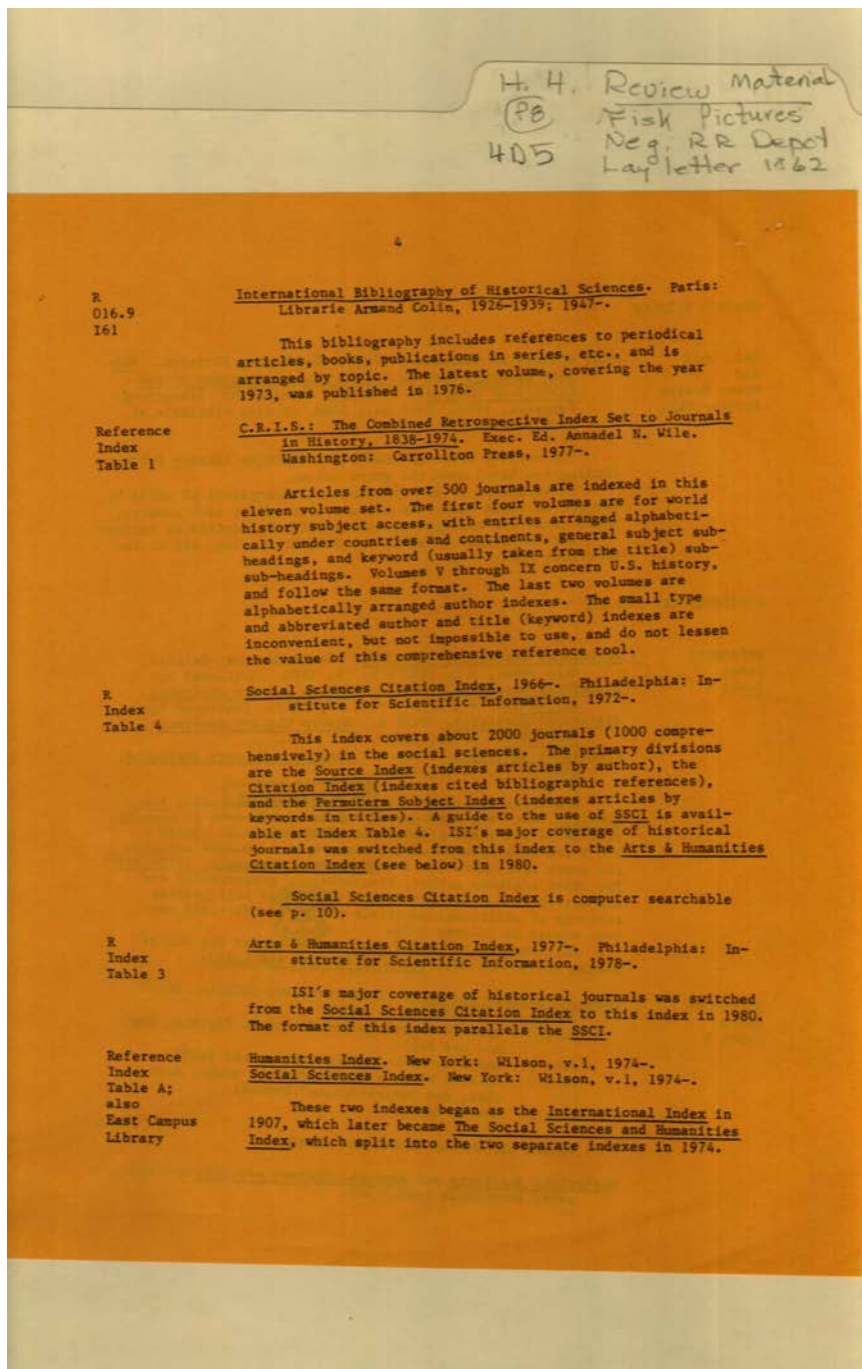 H. 4. Review Material
P8 Fisk Pictures
4D5 Neg. RR Depot
Lay letter 1862
4
R
016.9
I61
International Bibliography of Historical Sciences. Paris:
Librarie Armand Colin, 1926-1939; 1947-.
This bibliography includes references to periodical
articles, books, publications in series, etc., and is
arranged by topic. The latest volume, covering the year
1973, was published in 1976.
Reference
Index
Table 1
C.R.I.S.: The Combined Retrospective Index Set to Journals
in History, 1838-1974. Exec. Ed. Annadel N. Wile.
Washington: Carrollton Press, 1977-.
Articles from over 500 journals are indexed in this
eleven volume set. The first four volumes are for world
history subject access, with entries arranged alphabeti-
cally under countries and continents, general subject sub-
headings, and keyword (usually taken from the title) sub-
sub-headings. Volumes V through IX concern U.S. history,
and follow the same format. The last two volumes are
alphabetically arranged author indexes. The small type
and abbreviated author and title (keyword) indexes are
inconvenient, but not impossible to use, and do not lessen
the value of this comprehensive reference tool.
R
Index
Table 4
Social Sciences Citation Index, 1966-. Philadelphia: In-
stitute for Scientific Information, 1972-.
This index covers about 2000 journals (1000 compre-
hensively) in the social sciences. The primary divisions
are the Source Index (indexes articles by author), the
Citation Index (indexes cited bibliographic references),
and the Permuterm Subject Index (indexes articles by
keywords in titles). A guide to the use of SSCI is avail-
able at Index Table 4. ISI's major coverage of historical
journals was switched from this index to the Arts & Humanities
Citation Index (see below) in 1980.
Social Sciences Citation Index is computer searchable
(see p. 10).
R
Index
Table 3
Arts & Humanities Citation Index, 1977-. Philadelphia: In-
stitute for Scientific Information, 1978-.
ISI's major coverage of historical journals was switched
from the Social Sciences Citation Index to this index in 1980.
The format of this index parallels the SSCI.
Reference
Index
Table A;
also
East Campus
Library
Humanities Index. New York: Wilson, v.1, 1974-.
Social Sciences Index. New York: Wilson, v.1, 1974-.
These two indexes began as the International Index in
1907, which later became The Social Sciences and Humanities
Index, which split into the two separate indexes in 1974.